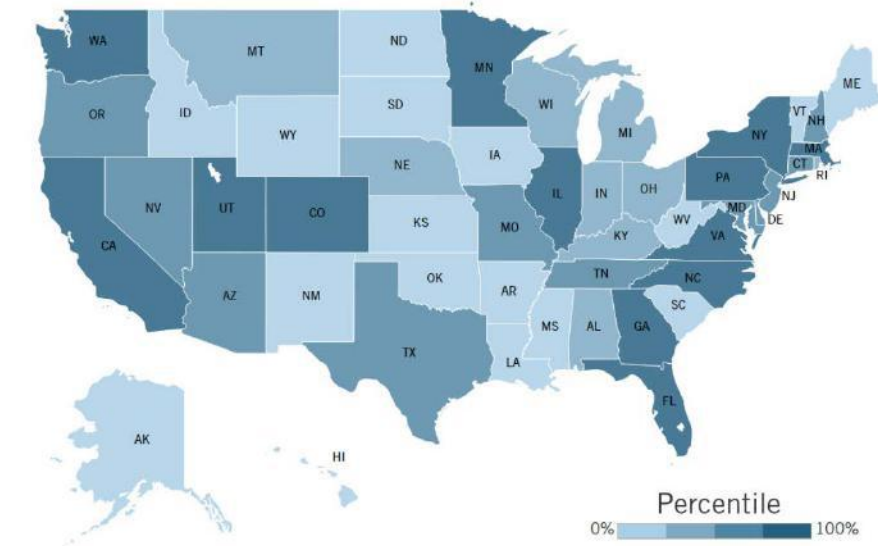 WA
MT
ND
MN
ME
OR
ID
SD
WI
VT
NH
WY
MI
NY
MA
IA
CT
RI
NE
PA
NJ
NV
UT
CO
IL
IN
OH
MD
DE
CA
KS
MO
WV
VA
KY
AZ
NM
OK
TN
NC
AR
SC
TX
MS
AL
GA
LA
FL
AK
HI
Percentile
0% 100%